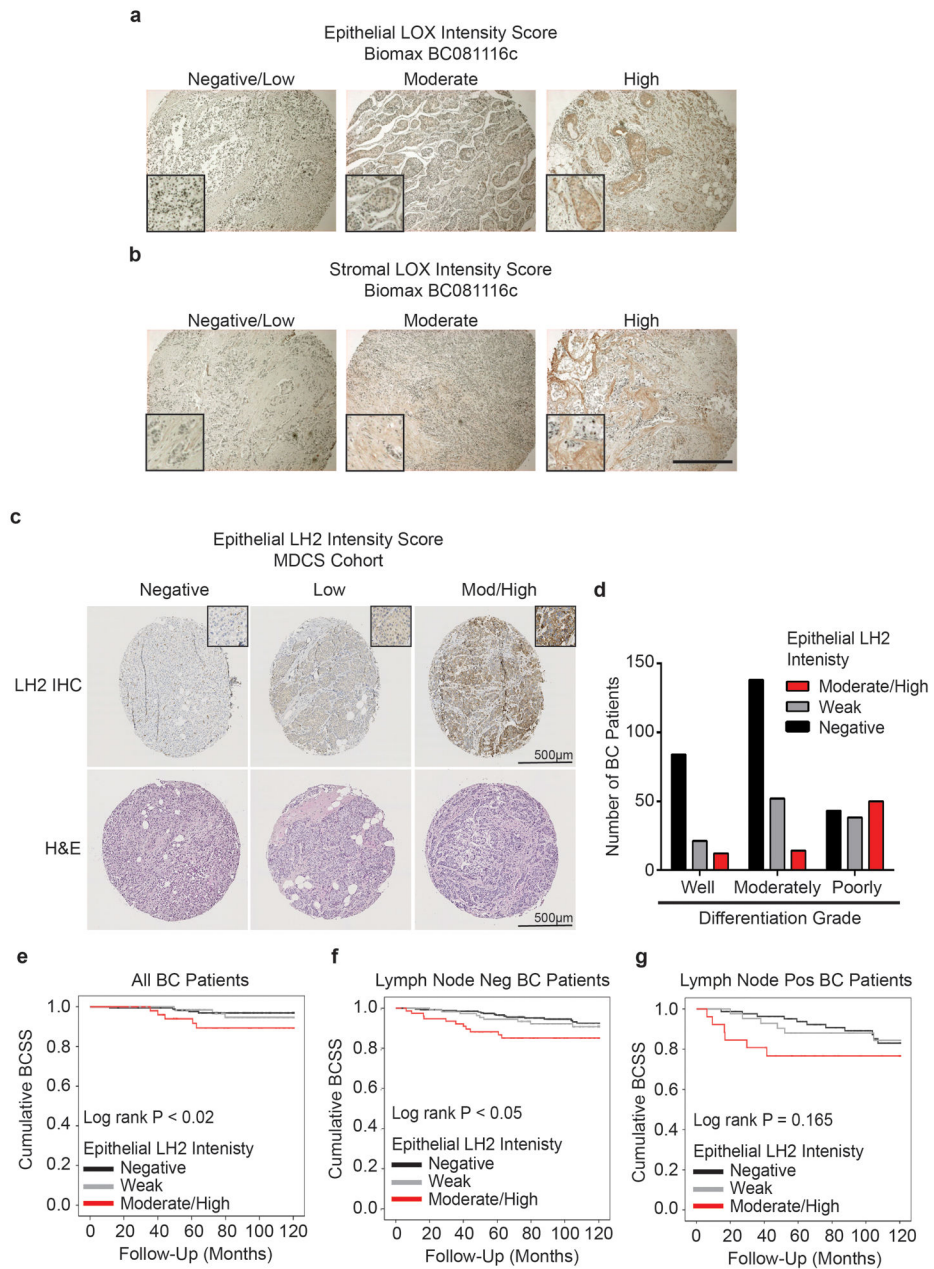 a
Epithelial LOX Intensity Score
Biomax BC081116c
Negative/Low Moderate High
b
Stromal LOX Intensity Score
Biomax BC081116c
Negative/Low Moderate High
c
Epithelial LH2 Intensity Score
MDCS Cohort
Negative Low Mod/High
LH2 IHC
500µm
H&E
500µm
d
Epithelial LH2
Intenisty
Moderate/High
Weak
Negative
Number of BC Patients
150
100
50
0
Well Moderately Poorly
Differentiation Grade
e
All BC Patients
Cumulative BCSS
1.0
0.8
0.6
0.4
0.2
0.0
Log rank P < 0.02
Epithelial LH2 Intenisty
Negative
Weak
Moderate/High
0 20 40 60 80 100 120
Follow-Up (Months)
f
Lymph Node Neg BC Patients
Cumulative BCSS
1.0
0.8
0.6
0.4
0.2
0.0
Log rank P < 0.05
Epithelial LH2 Intenisty
Negative
Weak
Moderate/High
0 20 40 60 80 100 120
Follow-Up (Months)
g
Lymph Node Pos BC Patients
Cumulative BCSS
1.0
0.8
0.6
0.4
0.2
0.0
Log rank P = 0.165
Epithelial LH2 Intenisty
Negative
Weak
Moderate/High
0 20 40 60 80 100 120
Follow-Up (Months)